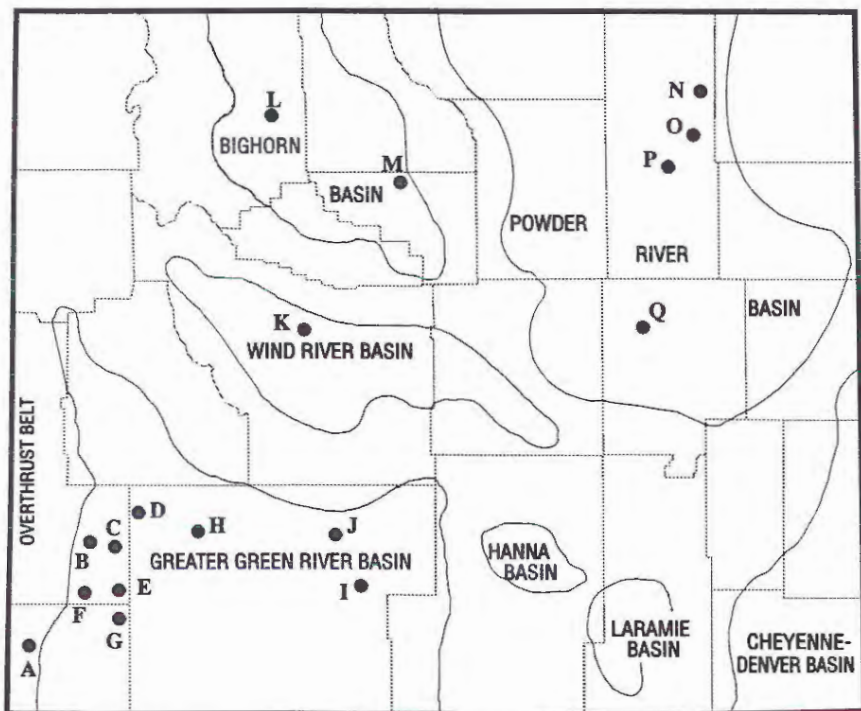 N
L
O
BIGHORN
P
M
BASIN
POWDER
RIVER
K
Q
BASIN
WIND RIVER BASIN
OVERTHRUST BELT
D
H
J
C
B
GREATER GREEN RIVER BASIN
HANNA
BASIN
E
I
F
G
LARAMIE
BASIN
CHEYENNE-
DENVER BASIN
A